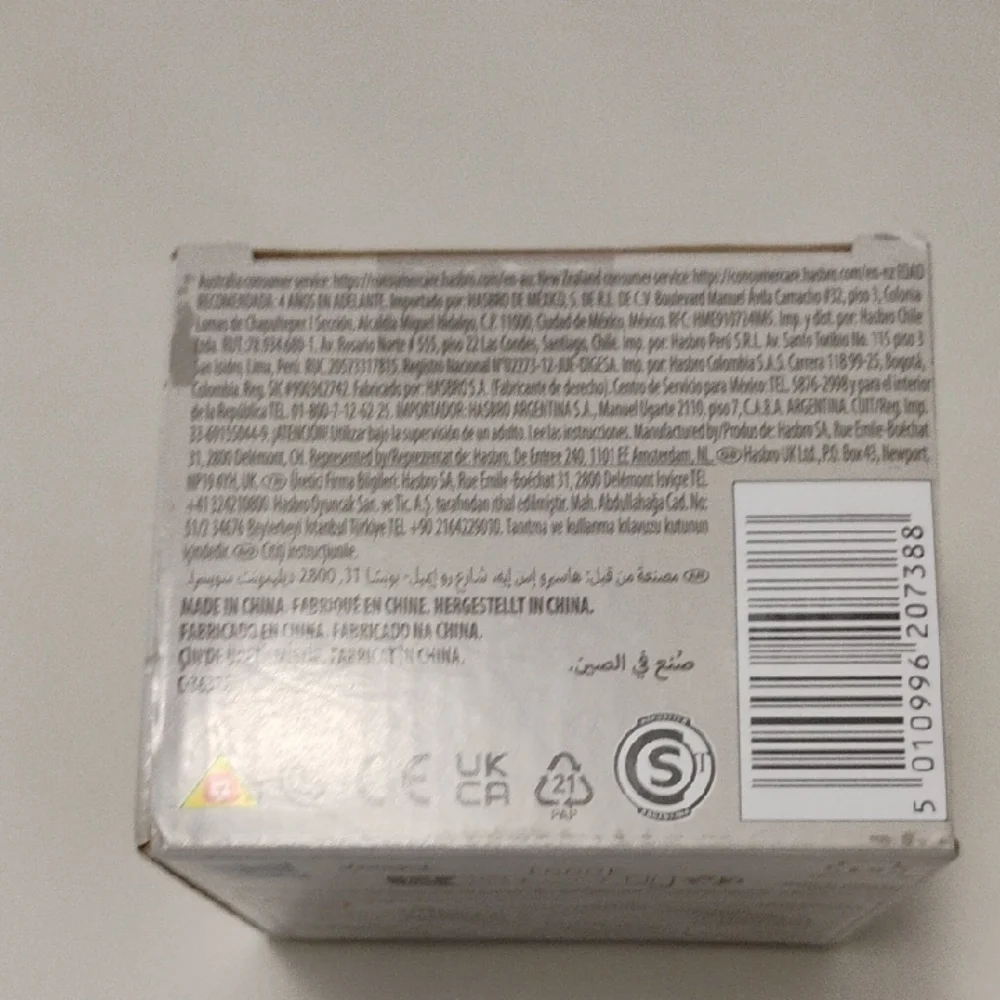 Australia consumer service: https://consumercare.hasbro.com/en-au; New Zealand consumer service: https://consumercare.hasbro.com/en-nz EDAD
RECOMENDADA: 4 AÑOS EN ADELANTE. Importado por: HASBRO DE MÉXICO, S. DE R.L. DE C.V. Boulevard Manuel Ávila Camacho #32, piso 3, Colonia
Lomas de Chapultepec I Sección, Alcaldía Miguel Hidalgo, C.P. 11000, Ciudad de México, México. RFC. HME910724IM5. Imp. y dist. por: Hasbro Chile
Ltda. RUT: 78.934.680-1. Av. Rosario Norte # 555, piso 22 Las Condes, Santiago, Chile. Imp. por: Hasbro Perú S.R.L. Av. Santo Toribio No. 115 piso 3
San Isidro, Lima, Perú. RUC. 20573317835. Registro Nacional N°02773-12-JUE-DIGESA. Imp. por: Hasbro Colombia S.A.S. Carrera 11B 99-25, Bogotá,
Colombia. Reg. SIC #900362742. Fabricado por: HASBRO S.A. (Fabricante de derecho). Centro de Servicio para México: TEL. 5876-2998 y para el interior
de la República TEL. 01-800-7-12-62 25. IMPORTADOR: HASBRO ARGENTINA S.A., Manuel Ugarte 2110, piso 7, C.A.B.A. ARGENTINA. CUIT/Reg. Imp.
33-69155044-9. ¡ATENCIÓN! Utilizar bajo la supervisión de un adulto. Lee las instrucciones. Manufactured by/Produs de: Hasbro SA, Rue Emile-Boéchat
31, 2800 Delémont, CH. Represented by/Reprezentat de: Hasbro, De Entree 240, 1101 EE Amsterdam, NL. GB Hasbro UK Ltd., P.O. Box 43, Newport,
NP19 4YH, UK. TR Üretici Firma Bilgileri: Hasbro SA, Rue Emile-Boéchat 31, 2800 Delémont İsviçre TEL.
+41 324210800 Hasbro Oyuncak San. ve Tic. A.Ş. tarafından ithal edilmiştir. Mah. Abdullahağa Cad. No:
51/2 34676 Beylerbeyi İstanbul Türkiye TEL. +90 2164229010. Tanıtma ve kullanma kılavuzu kutunun
içindedir. RO Citiți instrucțiunile.
مصنعة من قبل: هاسبرو إس إيه، شارع رو إميل- بوشا 31, 2800 ديليمونت سويسرا
MADE IN CHINA. FABRIQUÉ EN CHINE. HERGESTELLT IN CHINA.
FABRICADO EN CHINA. FABRICADO NA CHINA.
FABRICAT ÎN CHINA.
صُنع في الصين.
CE
UK
CA
21
PAP
S
5 010996 207388